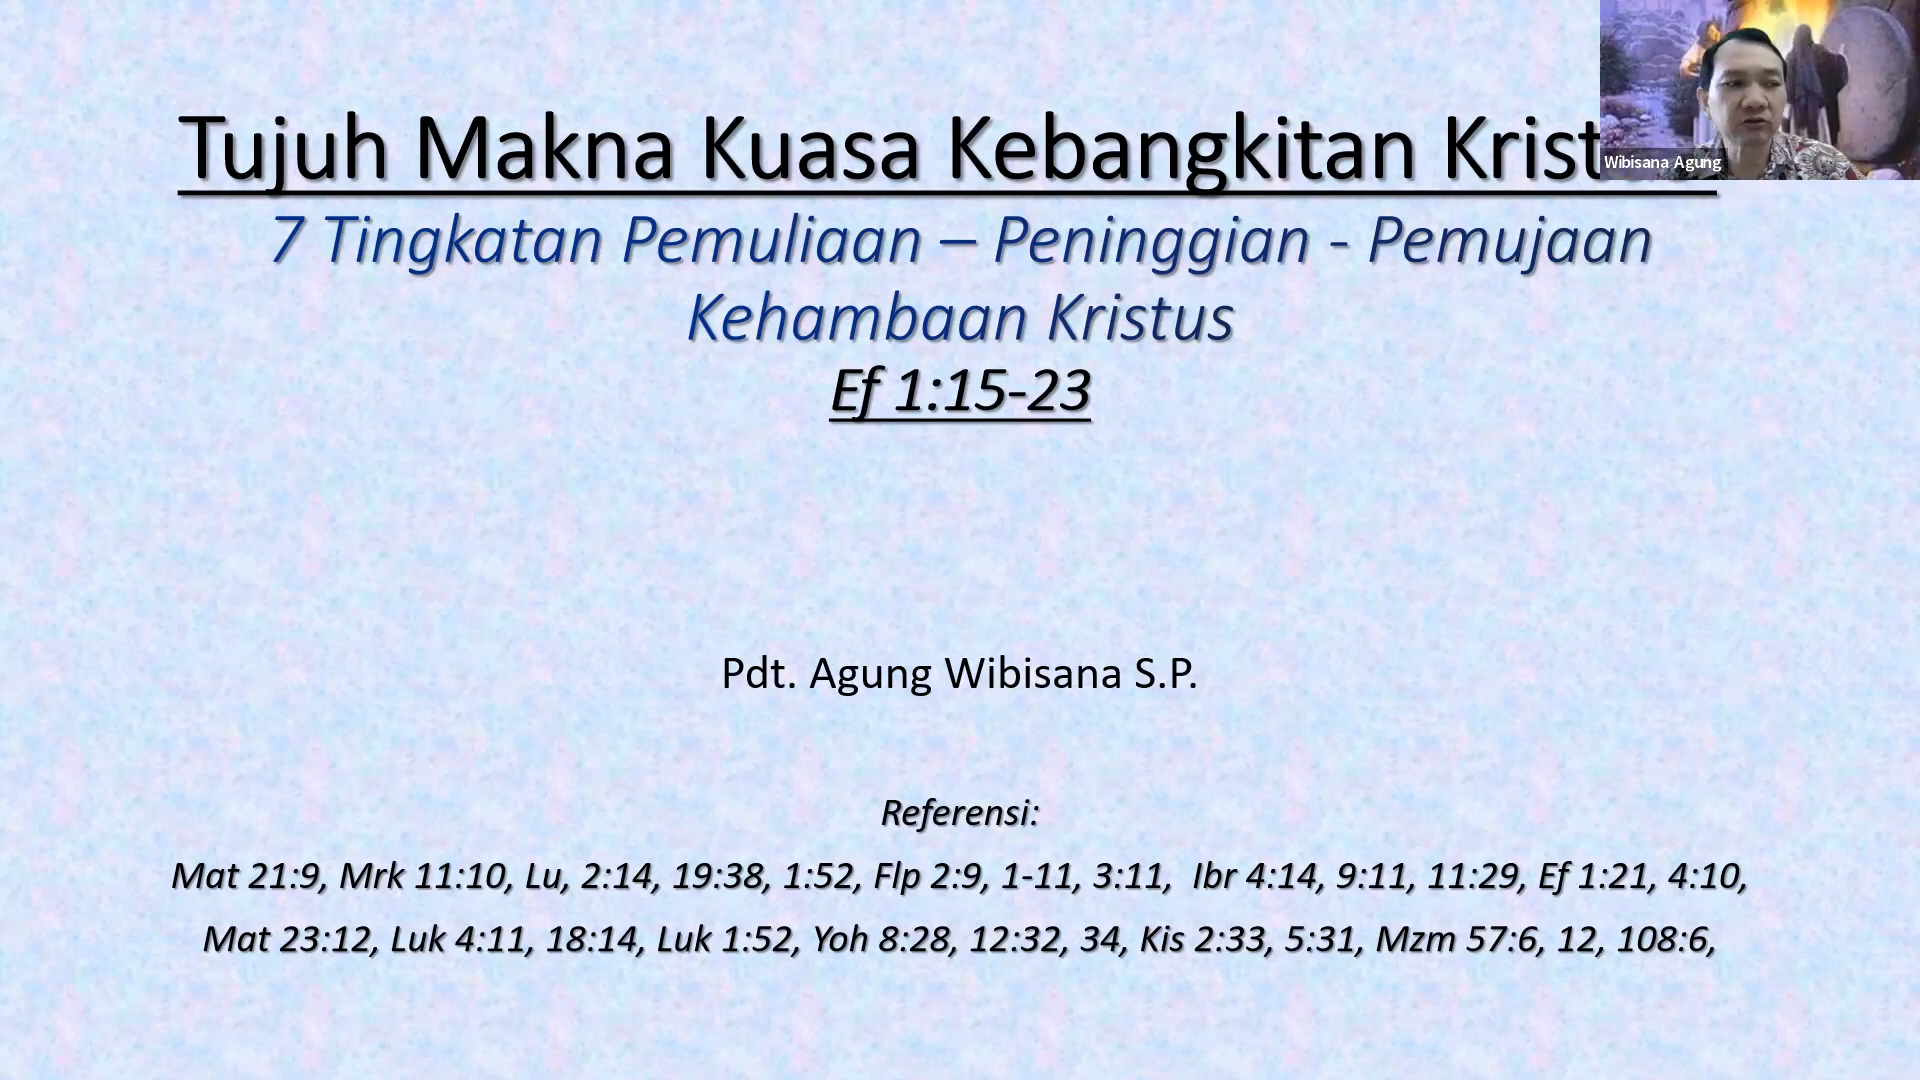 Tujuh Makna Kuasa Kebangkitan
Wibisana Agung
7 Tingkatan Pemuliaan – Peninggian - Pemujaan
Kehambaan Kristus
Ef 1:15-23
Pdt. Agung Wibisana S.P.
Referensi:
Mat 21:9, Mrk 11:10, Lu, 2:14, 19:38, 1:52, Flp 2:9, 1-11, 3:11, Ibr 4:14, 9:11, 11:29, Ef 1:21, 4:10,
Mat 23:12, Luk 4:11, 18:14, Luk 1:52, Yoh 8:28, 12:32, 34, Kis 2:33, 5:31, Mzm 57:6, 12, 108:6,